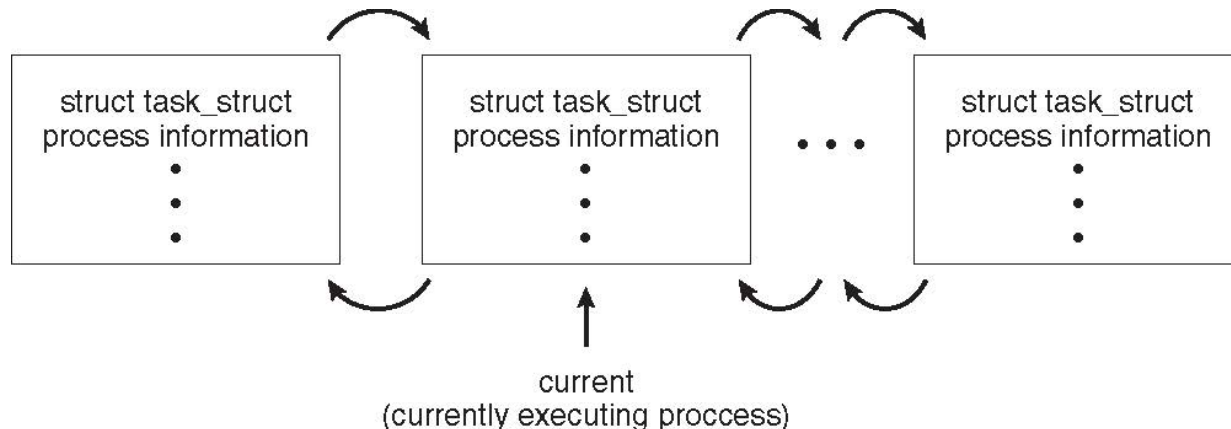 struct task_struct
process information
struct task_struct
process information
struct task_struct
process information
current
(currently executing proccess)